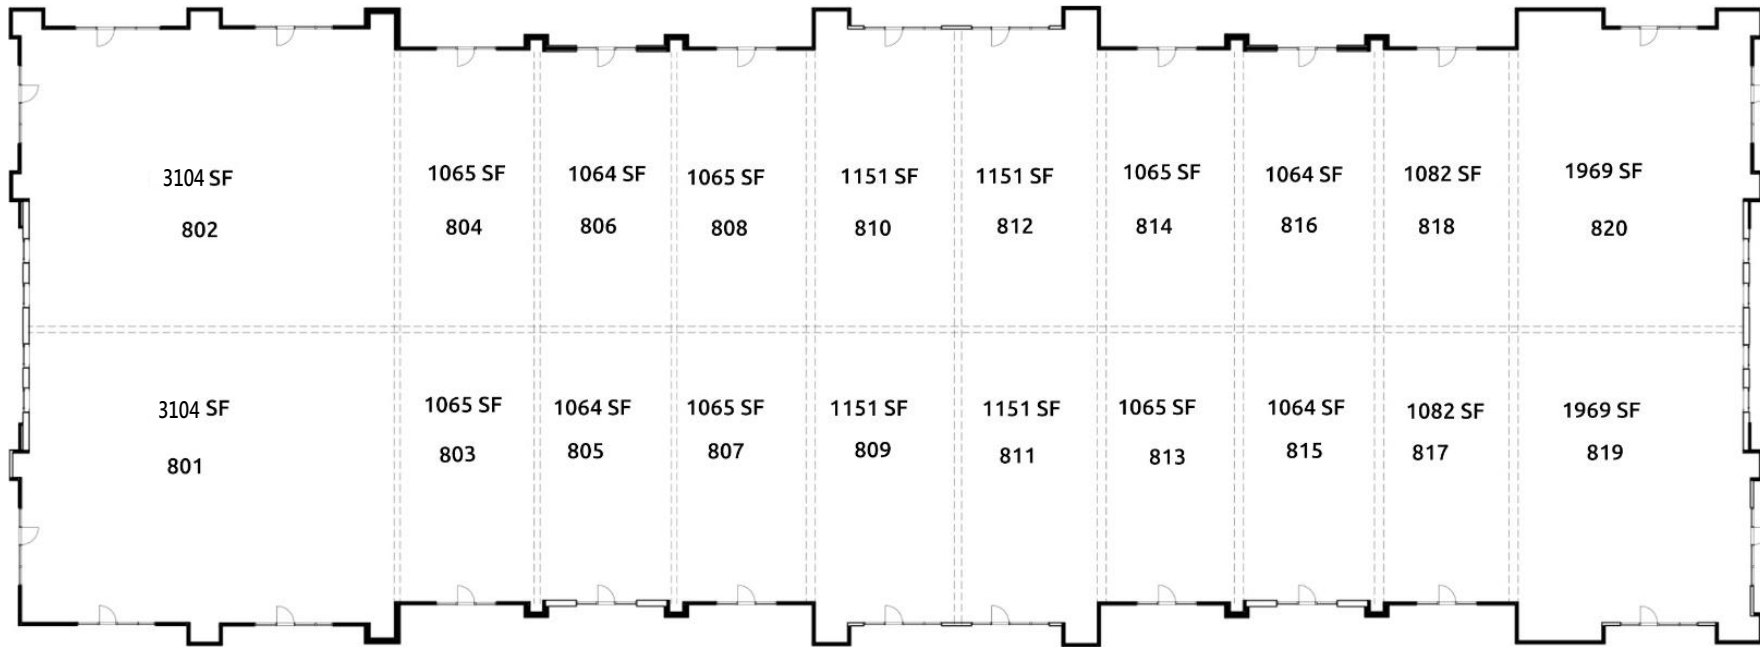 3104 SF
802
1065 SF
804
1064 SF
806
1065 SF
808
1151 SF
810
1151 SF
812
1065 SF
814
1064 SF
816
1082 SF
818
1969 SF
820
3104 SF
801
1065 SF
803
1064 SF
805
1065 SF
807
1151 SF
809
1151 SF
811
1065 SF
813
1064 SF
815
1082 SF
817
1969 SF
819